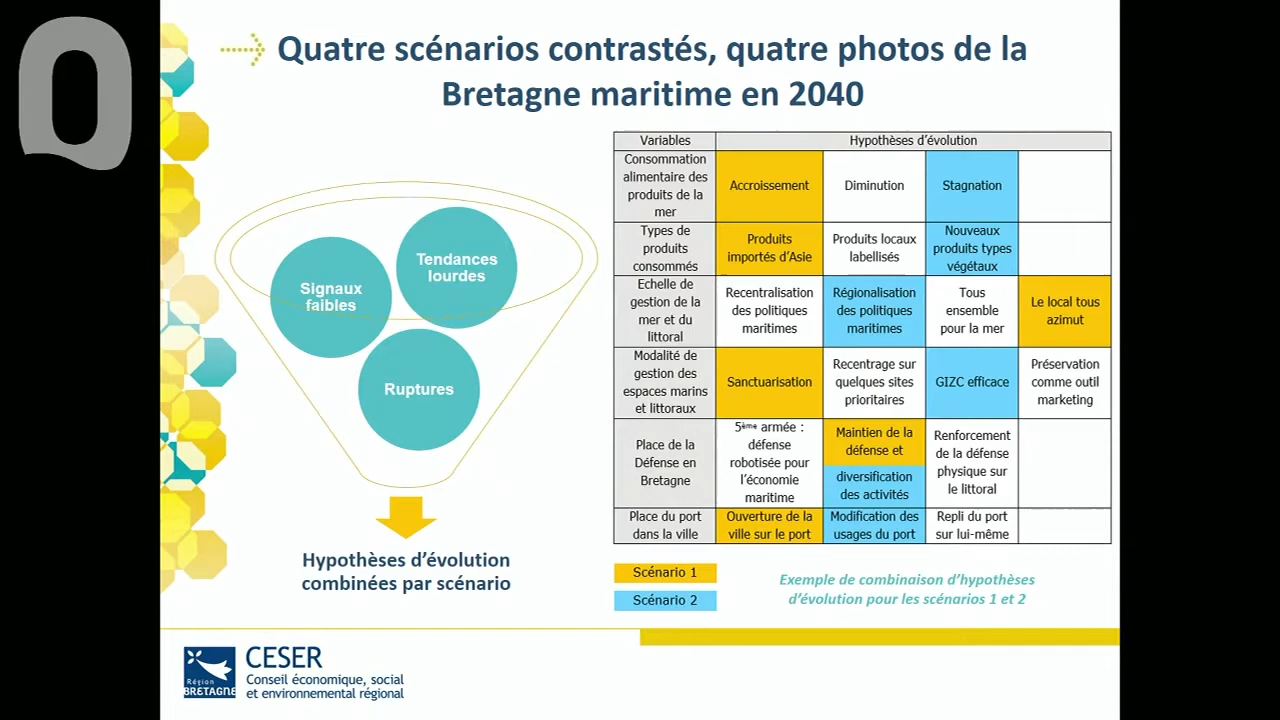 Quatre scénarios contrastés, quatre photos de la
Bretagne maritime en 2040
Signaux
faibles
Tendances
lourdes
Ruptures
Hypothèses d'évolution
combinées par scénario
Variables
Hypothèses d'évolution
Consommation
alimentaire des
produits de la
mer
Accroissement
Diminution
Stagnation
Types de
produits
consommés
Produits
importés d'Asie
Produits locaux
labellisés
Nouveaux
produits types
végétaux
Echelle de
gestion de la
mer et du
littoral
Recentralisation
des politiques
maritimes
Régionalisation
des politiques
maritimes
Tous
ensemble
pour la mer
Le local tous
azimut
Modalité de
gestion des
espaces marins
et littoraux
Sanctuarisation
Recentrage sur
quelques sites
prioritaires
GIZC efficace
Préservation
comme outil
marketing
Place de la
Défense en
Bretagne
5ème armée :
défense
robotisée pour
l'économie
maritime
Maintien de la
défense et
diversification
des activités
Renforcement
de la défense
physique sur
le littoral
Place du port
dans la ville
Ouverture de la
ville sur le port
Modification des
usages du port
Repli du port
sur lui-même
Scénario 1
Scénario 2
Exemple de combinaison d'hypothèses
d'évolution pour les scénarios 1 et 2
Région
BRETAGNE
CESER
Conseil économique, social
et environnemental régional